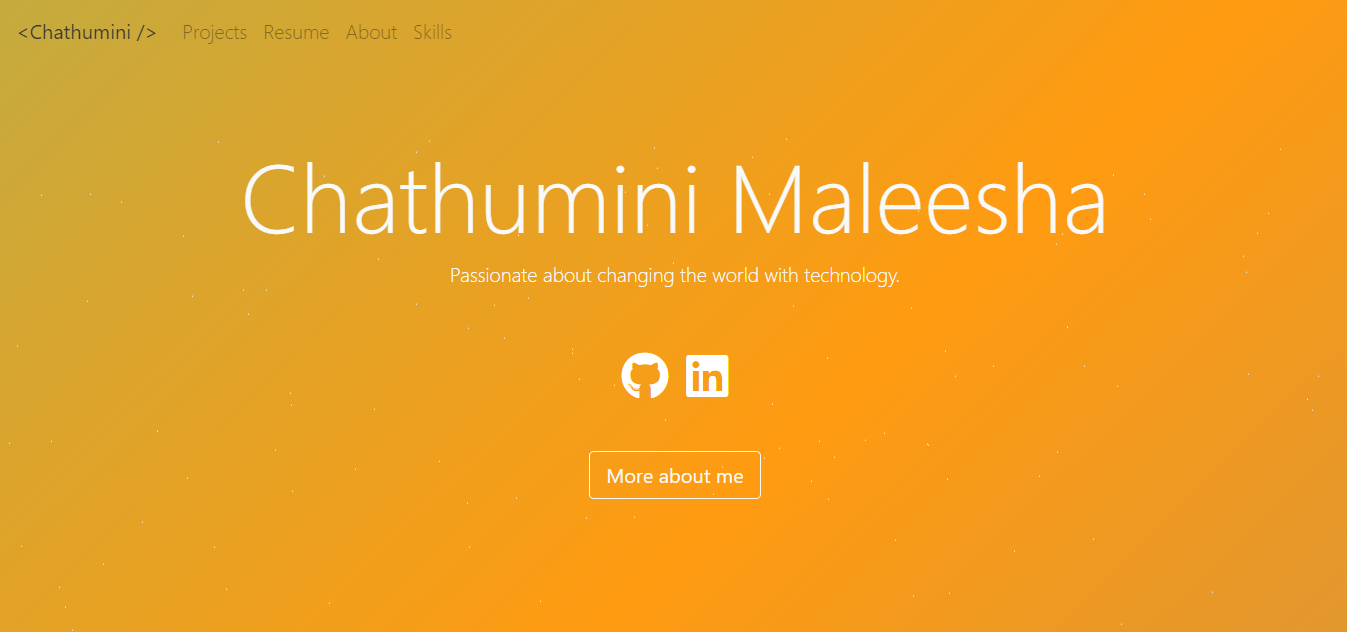 <Chathumini /> Projects Resume About Skills
Chathumini Maleesha
Passionate about changing the world with technology.
in
More about me